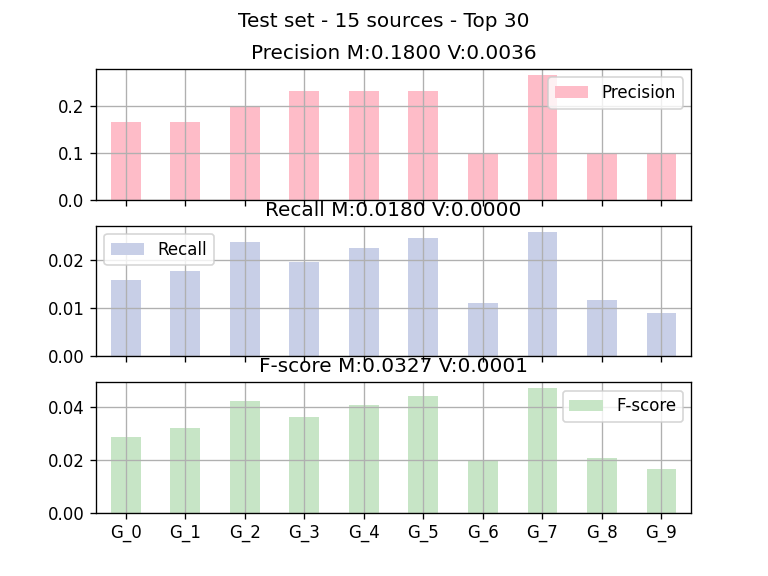 Test set - 15 sources - Top 30
Precision M:0.1800 V:0.0036
0.2
0.1
0.0
Precision
Recall M:0.0180 V:0.0000
0.02
0.01
0.00
Recall
F-score M:0.0327 V:0.0001
0.04
0.02
0.00
F-score
G_0 G_1 G_2 G_3 G_4 G_5 G_6 G_7 G_8 G_9